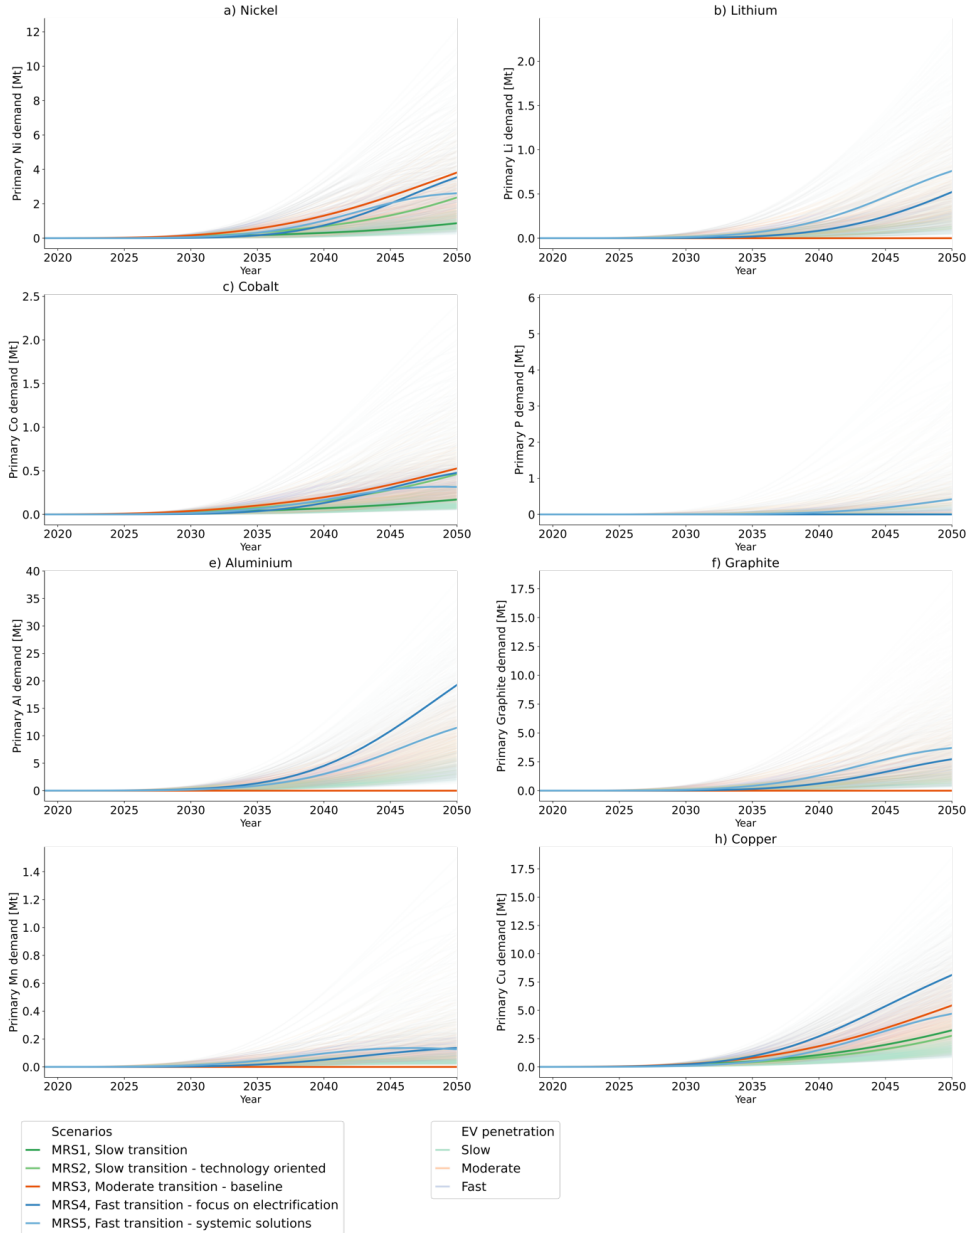 a) Nickel
Primary Ni demand [Mt]
12
10
8
6
4
2
0
2020 2025 2030 2035 2040 2045 2050
Year
b) Lithium
Primary Li demand [Mt]
2.0
1.5
1.0
0.5
0.0
2020 2025 2030 2035 2040 2045 2050
Year
c) Cobalt
Primary Co demand [Mt]
2.5
2.0
1.5
1.0
0.5
0.0
2020 2025 2030 2035 2040 2045 2050
Year
Primary P demand [Mt]
6
5
4
3
2
1
0
2020 2025 2030 2035 2040 2045 2050
Year
e) Aluminium
Primary Al demand [Mt]
40
35
30
25
20
15
10
5
0
2020 2025 2030 2035 2040 2045 2050
Year
f) Graphite
Primary Graphite demand [Mt]
17.5
15.0
12.5
10.0
7.5
5.0
2.5
0.0
2020 2025 2030 2035 2040 2045 2050
Year
Primary Mn demand [Mt]
1.4
1.2
1.0
0.8
0.6
0.4
0.2
0.0
2020 2025 2030 2035 2040 2045 2050
Year
h) Copper
Primary Cu demand [Mt]
17.5
15.0
12.5
10.0
7.5
5.0
2.5
0.0
2020 2025 2030 2035 2040 2045 2050
Year
Scenarios
MRS1, Slow transition
MRS2, Slow transition - technology oriented
MRS3, Moderate transition - baseline
MRS4, Fast transition - focus on electrification
MRS5, Fast transition - systemic solutions
EV penetration
Slow
Moderate
Fast